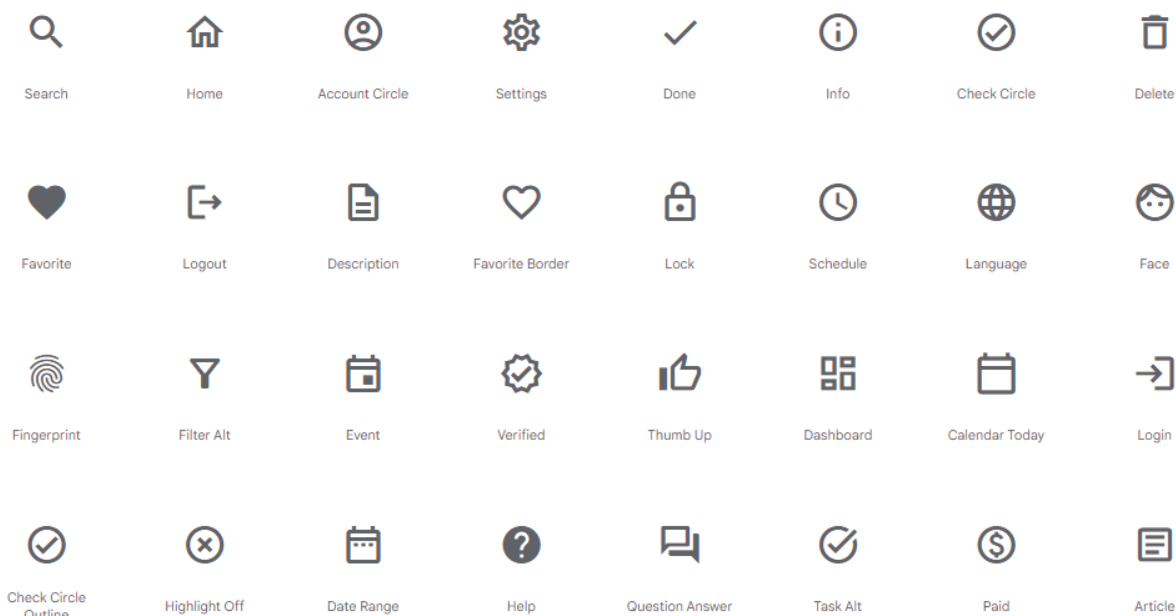 Search
Home
Account Circle
Settings
Done
Info
Check Circle
Delete
Favorite
Logout
Description
Favorite Border
Lock
Schedule
Language
Face
Fingerprint
Filter Alt
Event
Verified
Thumb Up
Dashboard
Calendar Today
Login
Check Circle
Outline
Highlight Off
Date Range
Help
Question Answer
Task Alt
Paid
Article